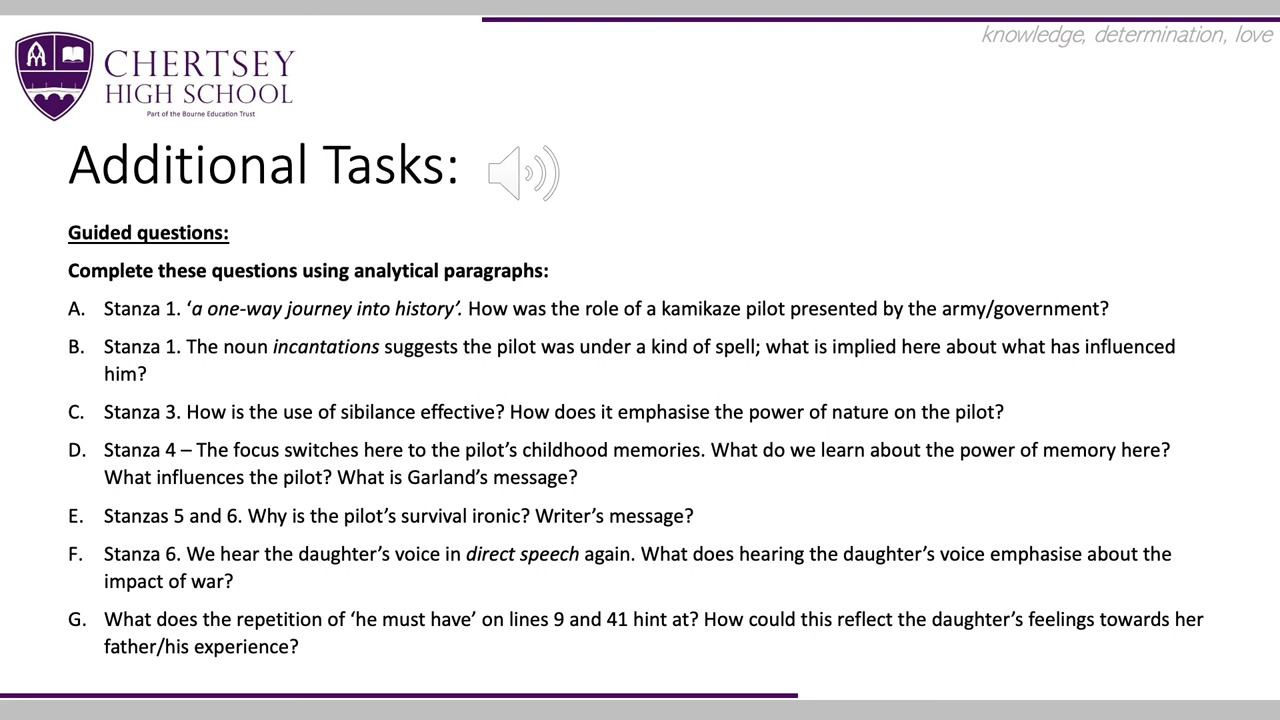 knowledge, determination, love
CHERTSEY
HIGH SCHOOL
Part of the Bourne Education Trust
Additional Tasks:
Guided questions:
Complete these questions using analytical paragraphs:
A. Stanza 1. ‘a one-way journey into history’. How was the role of a kamikaze pilot presented by the army/government?
B. Stanza 1. The noun incantations suggests the pilot was under a kind of spell; what is implied here about what has influenced
him?
C. Stanza 3. How is the use of sibilance effective? How does it emphasise the power of nature on the pilot?
D. Stanza 4 – The focus switches here to the pilot’s childhood memories. What do we learn about the power of memory here?
What influences the pilot? What is Garland’s message?
E. Stanzas 5 and 6. Why is the pilot’s survival ironic? Writer’s message?
F. Stanza 6. We hear the daughter’s voice in direct speech again. What does hearing the daughter’s voice emphasise about the
impact of war?
G. What does the repetition of ‘he must have’ on lines 9 and 41 hint at? How could this reflect the daughter’s feelings towards her
father/his experience?